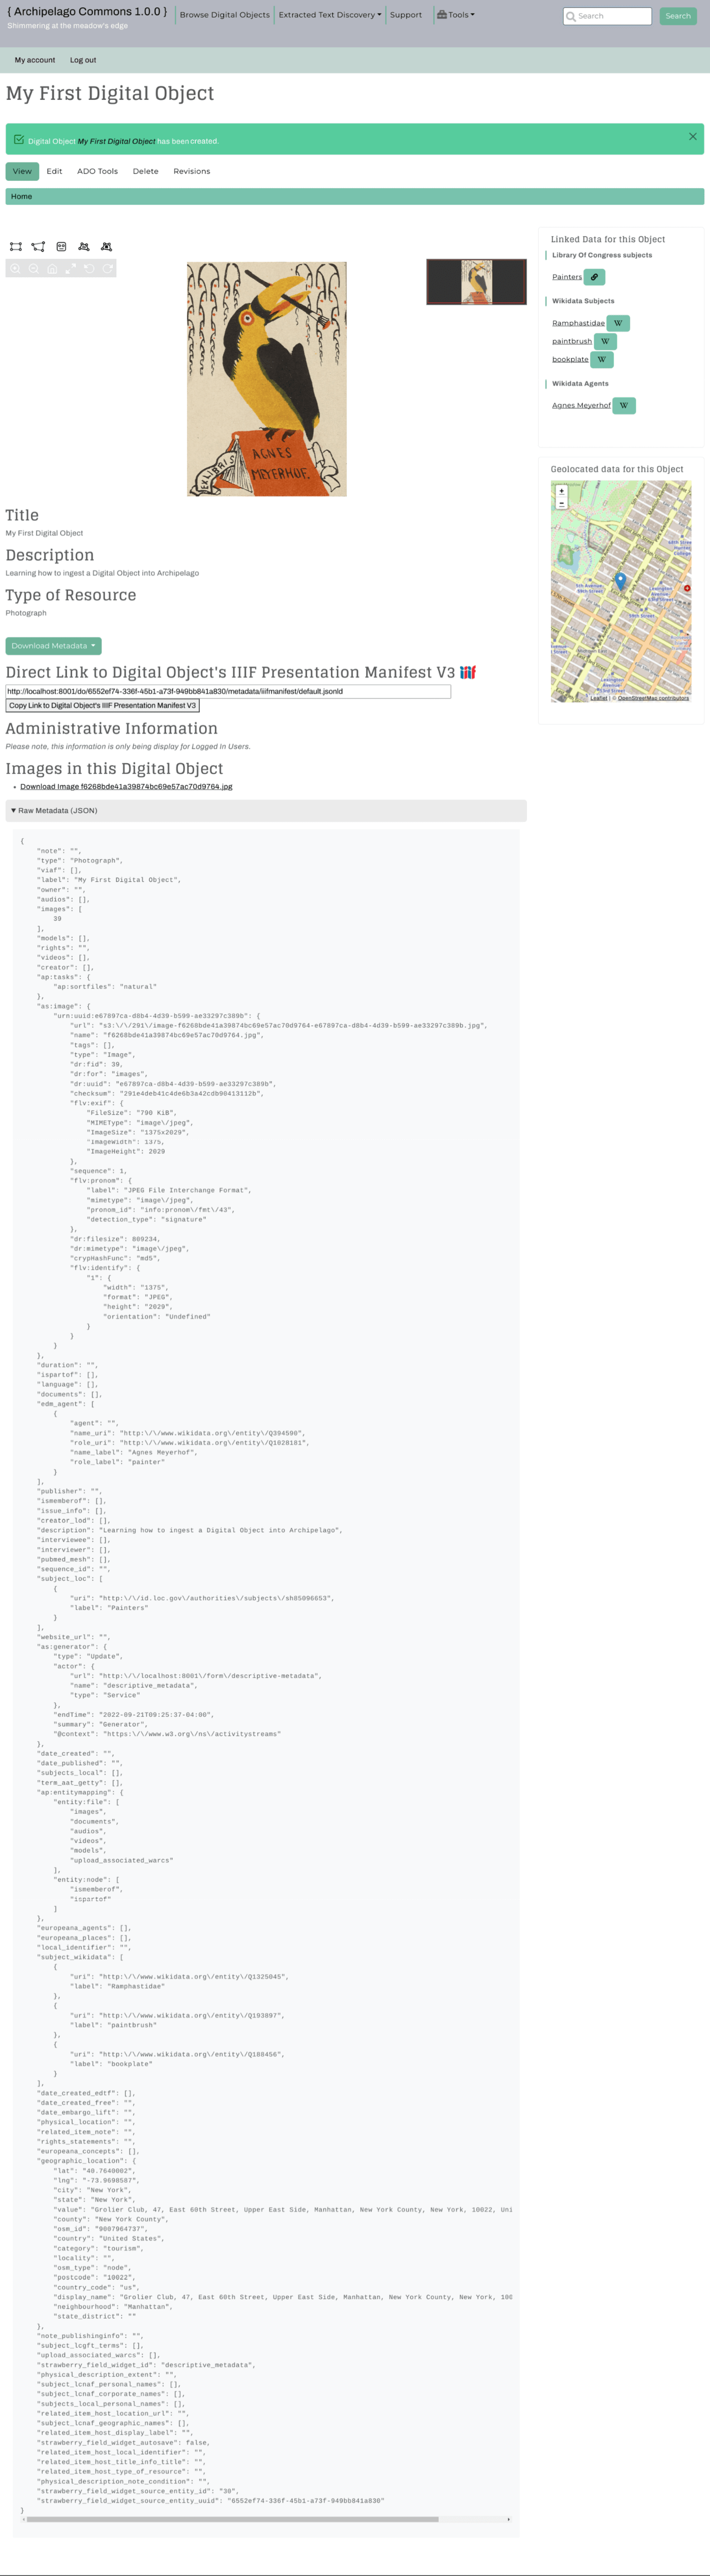 { Archipelago Commons 1.0.0 }
Shimmering at the meadow's edge
Browse Digital Objects
Extracted Text Discovery
Support
Tools
Search
Search
My account
Log out
My First Digital Object
Digital Object My First Digital Object has been created.
View
Edit
ADO Tools
Delete
Revisions
Home
EX LIBRIS
AGNES
MEYERHOF.
Title
My First Digital Object
Description
Learning how to ingest a Digital Object into Archipelago
Type of Resource
Photograph
Download Metadata
Direct Link to Digital Object's IIIF Presentation Manifest V3
http://localhost:8001/do/6552ef74-336f-45b1-a73f-949bb841a830/metadata/iiifmanifest/default.jsonld
Copy Link to Digital Object's IIIF Presentation Manifest V3
Administrative Information
Please note, this information is only being display for Logged In Users.
Images in this Digital Object
Download Image f6268bde41a39874bc69e57ac70d9764.jpg
Linked Data for this Object
Library Of Congress subjects
Painters
Wikidata Subjects
Ramphastidae W
paintbrush W
bookplate W
Wikidata Agents
Agnes Meyerhof W
Geolocated data for this Object
+
−
Leaflet | © OpenStreetMap contributors
Raw Metadata (JSON)
{
"note": "",
"type": "Photograph",
"viaf": [],
"label": "My First Digital Object",
"owner": "",
"audios": [],
"images": [
39
],
"models": [],
"rights": "",
"videos": [],
"creator": [],
"ap:tasks": {
"ap:sortfiles": "natural"
},
"as:image": {
"urn:uuid:e67897ca-d8b4-4d39-b599-ae33297c389b": {
"url": "s3:\/\/291\/image-f6268bde41a39874bc69e57ac70d9764-e67897ca-d8b4-4d39-b599-ae33297c389b.jpg",
"name": "f6268bde41a39874bc69e57ac70d9764.jpg",
"tags": [],
"type": "Image",
"dr:fid": 39,
"dr:for": "images",
"dr:uuid": "e67897ca-d8b4-4d39-b599-ae33297c389b",
"checksum": "291e4deb41c4de6b3a42cdb90413112b",
"flv:exif": {
"FileSize": "790 KiB",
"MIMEType": "image\/jpeg",
"ImageSize": "1375x2029",
"ImageWidth": 1375,
"ImageHeight": 2029
},
"sequence": 1,
"flv:pronom": {
"label": "JPEG File Interchange Format",
"mimetype": "image\/jpeg",
"pronom_id": "info:pronom\/fmt\/43",
"detection_type": "signature"
},
"dr:filesize": 809234,
"dr:mimetype": "image\/jpeg",
"crypHashFunc": "md5",
"flv:identify": {
"1": {
"width": "1375",
"format": "JPEG",
"height": "2029",
"orientation": "Undefined"
}
}
}
},
"duration": "",
"ispartof": [],
"language": [],
"documents": [],
"edm_agent": [
{
"agent": "",
"name_uri": "http:\/\/www.wikidata.org\/entity\/Q394590",
"role_uri": "http:\/\/www.wikidata.org\/entity\/Q1028181",
"name_label": "Agnes Meyerhof",
"role_label": "painter"
}
],
"publisher": "",
"ismemberof": [],
"issue_info": [],
"creator_lod": [],
"description": "Learning how to ingest a Digital Object into Archipelago",
"interviewee": [],
"interviewer": [],
"pubmed_mesh": [],
"sequence_id": "",
"subject_loc": [
{
"uri": "http:\/\/id.loc.gov\/authorities\/subjects\/sh85096653",
"label": "Painters"
}
],
"website_url": "",
"as:generator": {
"type": "Update",
"actor": {
"url": "http:\/\/localhost:8001\/form\/descriptive-metadata",
"name": "descriptive_metadata",
"type": "Service"
},
"endTime": "2022-09-21T09:25:37-04:00",
"summary": "Generator",
"@context": "https:\/\/www.w3.org\/ns\/activitystreams"
},
"date_created": "",
"date_published": "",
"subjects_local": [],
"term_aat_getty": [],
"ap:entitymapping": {
"entity:file": [
"images",
"documents",
"audios",
"videos",
"models",
"upload_associated_warcs"
],
"entity:node": [
"ismemberof",
"ispartof"
]
},
"europeana_agents": [],
"europeana_places": [],
"local_identifier": "",
"subject_wikidata": [
{
"uri": "http:\/\/www.wikidata.org\/entity\/Q1325045",
"label": "Ramphastidae"
},
{
"uri": "http:\/\/www.wikidata.org\/entity\/Q193897",
"label": "paintbrush"
},
{
"uri": "http:\/\/www.wikidata.org\/entity\/Q188456",
"label": "bookplate"
}
],
"date_created_edtf": [],
"date_created_free": "",
"date_embargo_lift": "",
"physical_location": "",
"related_item_note": "",
"rights_statements": "",
"europeana_concepts": [],
"geographic_location": {
"lat": "40.7640002",
"lng": "-73.9698587",
"city": "New York",
"state": "New York",
"value": "Grolier Club, 47, East 60th Street, Upper East Side, Manhattan, New York County, New York, 10022, Uni
"county": "New York County",
"osm_id": "9007964737",
"country": "United States",
"category": "tourism",
"locality": "",
"osm_type": "node",
"postcode": "10022",
"country_code": "us",
"display_name": "Grolier Club, 47, East 60th Street, Upper East Side, Manhattan, New York County, New York, 100
"neighbourhood": "Manhattan",
"state_district": ""
},
"note_publishinginfo": "",
"subject_lcgft_terms": [],
"upload_associated_warcs": [],
"strawberry_field_widget_id": "descriptive_metadata",
"physical_description_extent": "",
"subject_lcnaf_personal_names": [],
"subject_lcnaf_corporate_names": [],
"subjects_local_personal_names": [],
"related_item_host_location_url": "",
"subject_lcnaf_geographic_names": [],
"related_item_host_display_label": "",
"strawberry_field_widget_autosave": false,
"related_item_host_local_identifier": "",
"related_item_host_title_info_title": "",
"related_item_host_type_of_resource": "",
"physical_description_note_condition": "",
"strawberry_field_widget_source_entity_id": "30",
"strawberry_field_widget_source_entity_uuid": "6552ef74-336f-45b1-a73f-949bb841a830"
}